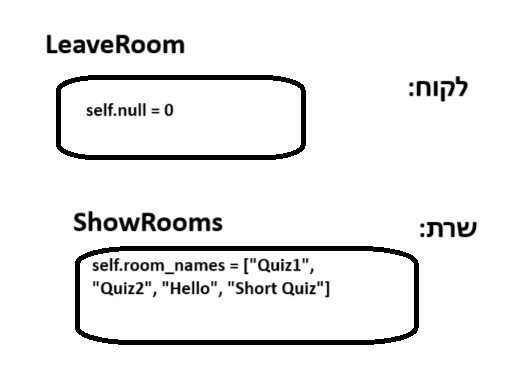 LeaveRoom
לקוח:
self.null = 0
ShowRooms
שרת:
self.room_names = ["Quiz1",
"Quiz2", "Hello", "Short Quiz"]